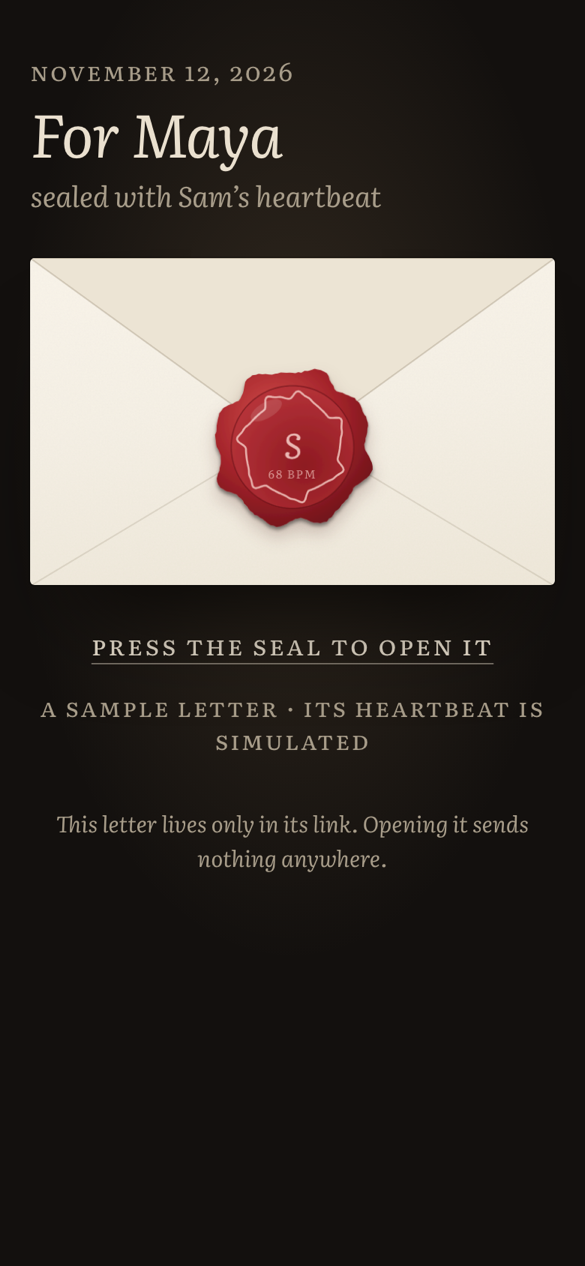 NOVEMBER 12, 2026
For Maya
sealed with Sam’s heartbeat
S
68 BPM
PRESS THE SEAL TO OPEN IT
A SAMPLE LETTER · ITS HEARTBEAT IS
SIMULATED
This letter lives only in its link. Opening it sends
nothing anywhere.